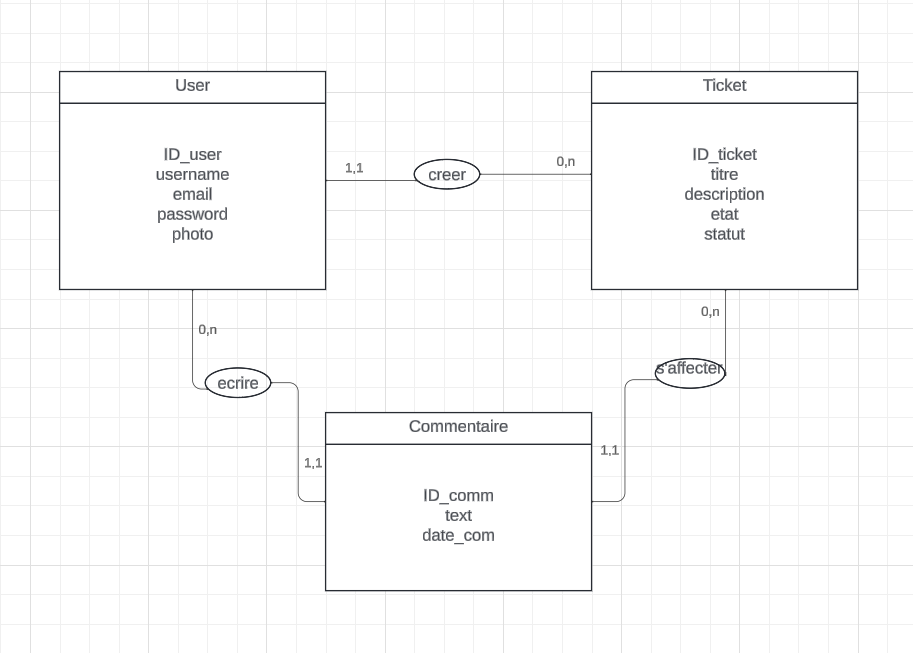 User
ID_user
username
email
password
photo
1,1
creer
0,n
Ticket
ID_ticket
titre
description
etat
statut
0,n
ecrire
1,1
0,n
s'affecter
1,1
Commentaire
ID_comm
text
date_com